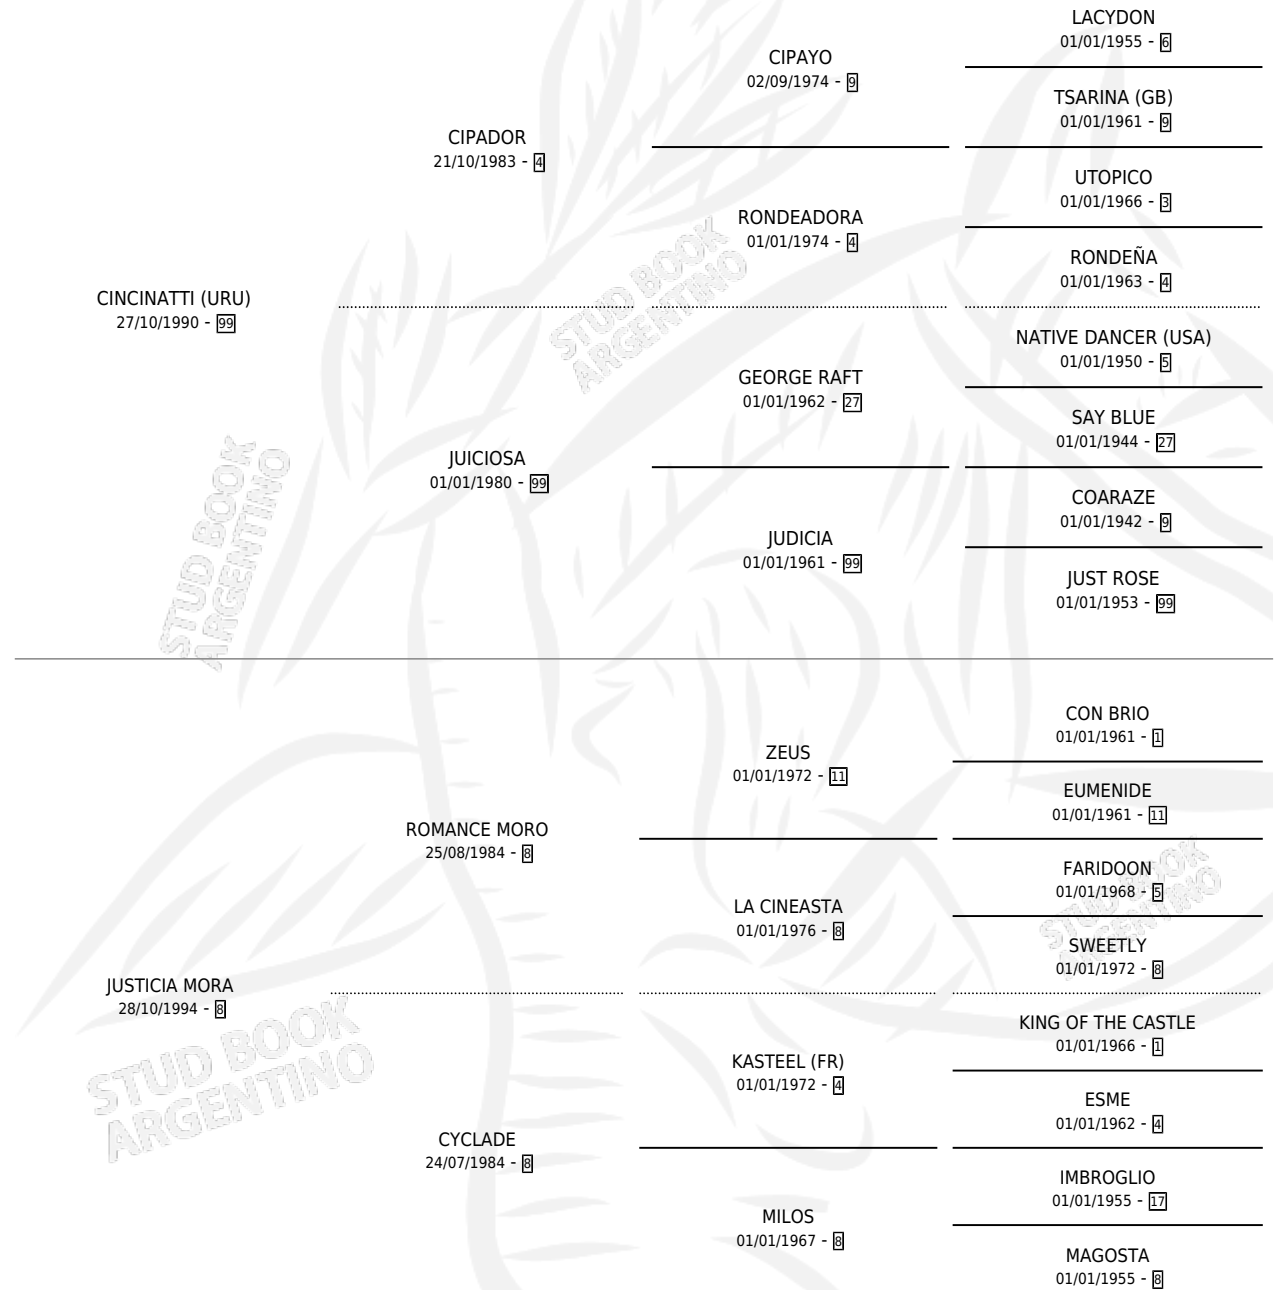 CINCINATTI (URU)
27/10/1990 - 99
CIPADOR
21/10/1983 - 4
CIPAYO
02/09/1974 - 9
LACYDON
01/01/1955 - 6
TSARINA (GB)
01/01/1961 - 9
RONDEADORA
01/01/1974 - 4
UTOPICO
01/01/1966 - 3
RONDEÑA
01/01/1963 - 4
JUICIOSA
01/01/1980 - 99
GEORGE RAFT
01/01/1962 - 27
NATIVE DANCER (USA)
01/01/1950 - 5
SAY BLUE
01/01/1944 - 27
JUDICIA
01/01/1961 - 99
COARAZE
01/01/1942 - 9
JUST ROSE
01/01/1953 - 99
JUSTICIA MORA
28/10/1994 - 8
ROMANCE MORO
25/08/1984 - 8
ZEUS
01/01/1972 - 11
CON BRIO
01/01/1961 - 1
EUMENIDE
01/01/1961 - 11
LA CINEASTA
01/01/1976 - 8
FARIDOON
01/01/1968 - 5
SWEETLY
01/01/1972 - 8
CYCLADE
24/07/1984 - 8
KASTEEL (FR)
01/01/1972 - 4
KING OF THE CASTLE
01/01/1966 - 1
ESME
01/01/1962 - 4
MILOS
01/01/1967 - 8
IMBROGLIO
01/01/1955 - 17
MAGOSTA
01/01/1955 - 8
STUD BOOK
ARGENTINO
STUD BOOK
ARGENTINO
STUD BOOK
ARGENTINO
STUD BOOK
ARGENTINO